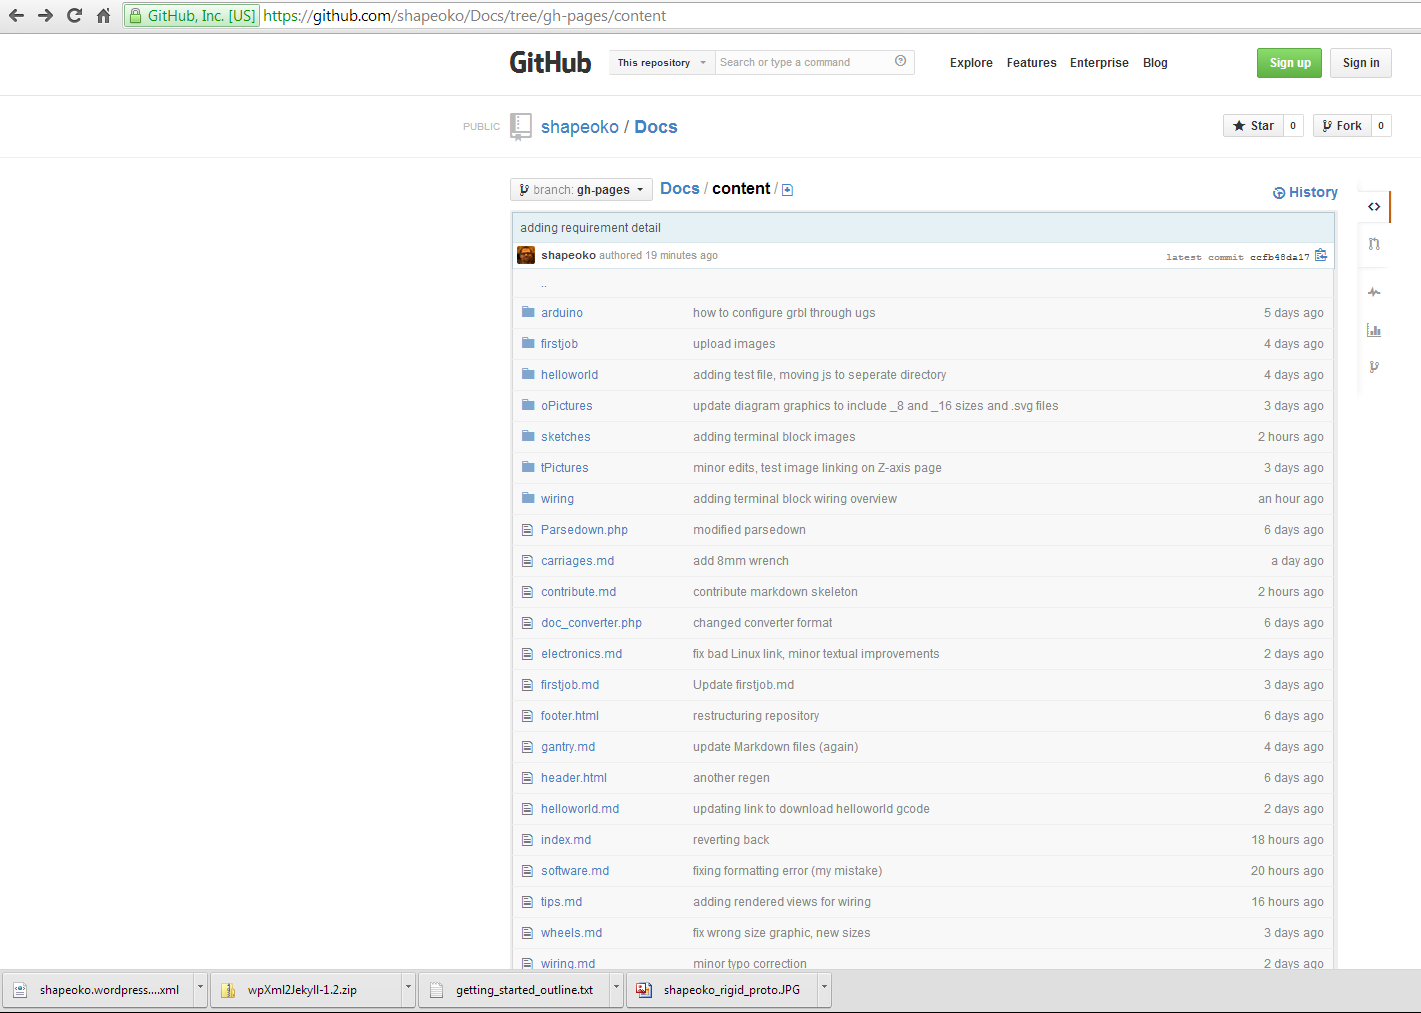 GitHub, Inc. [US] https://github.com/shapeoko/Docs/tree/gh-pages/content
GitHub This repository Search or type a command Explore Features Enterprise Blog Sign up Sign in
PUBLIC shapeoko / Docs Star 0 Fork 0
branch: gh-pages Docs / content / History
adding requirement detail
shapeoko authored 19 minutes ago latest commit ccfb48da17
..
arduino how to configure grbl through ugs 5 days ago
firstjob upload images 4 days ago
helloworld adding test file, moving js to seperate directory 4 days ago
oPictures update diagram graphics to include _8 and _16 sizes and .svg files 3 days ago
sketches adding terminal block images 2 hours ago
tPictures minor edits, test image linking on Z-axis page 3 days ago
wiring adding terminal block wiring overview an hour ago
Parsedown.php modified parsedown 6 days ago
carriages.md add 8mm wrench a day ago
contribute.md contribute markdown skeleton 2 hours ago
doc_converter.php changed converter format 6 days ago
electronics.md fix bad Linux link, minor textual improvements 2 days ago
firstjob.md Update firstjob.md 3 days ago
footer.html restructuring repository 6 days ago
gantry.md update Markdown files (again) 4 days ago
header.html another regen 6 days ago
helloworld.md updating link to download helloworld gcode 2 days ago
index.md reverting back 18 hours ago
software.md fixing formatting error (my mistake) 20 hours ago
tips.md adding rendered views for wiring 16 hours ago
wheels.md fix wrong size graphic, new sizes 3 days ago
wiring.md minor typo correction 2 days ago
shapeoko.wordpress....xml wpXml2Jekyll-1.2.zip getting_started_outline.txt shapeoko_rigid_proto.JPG